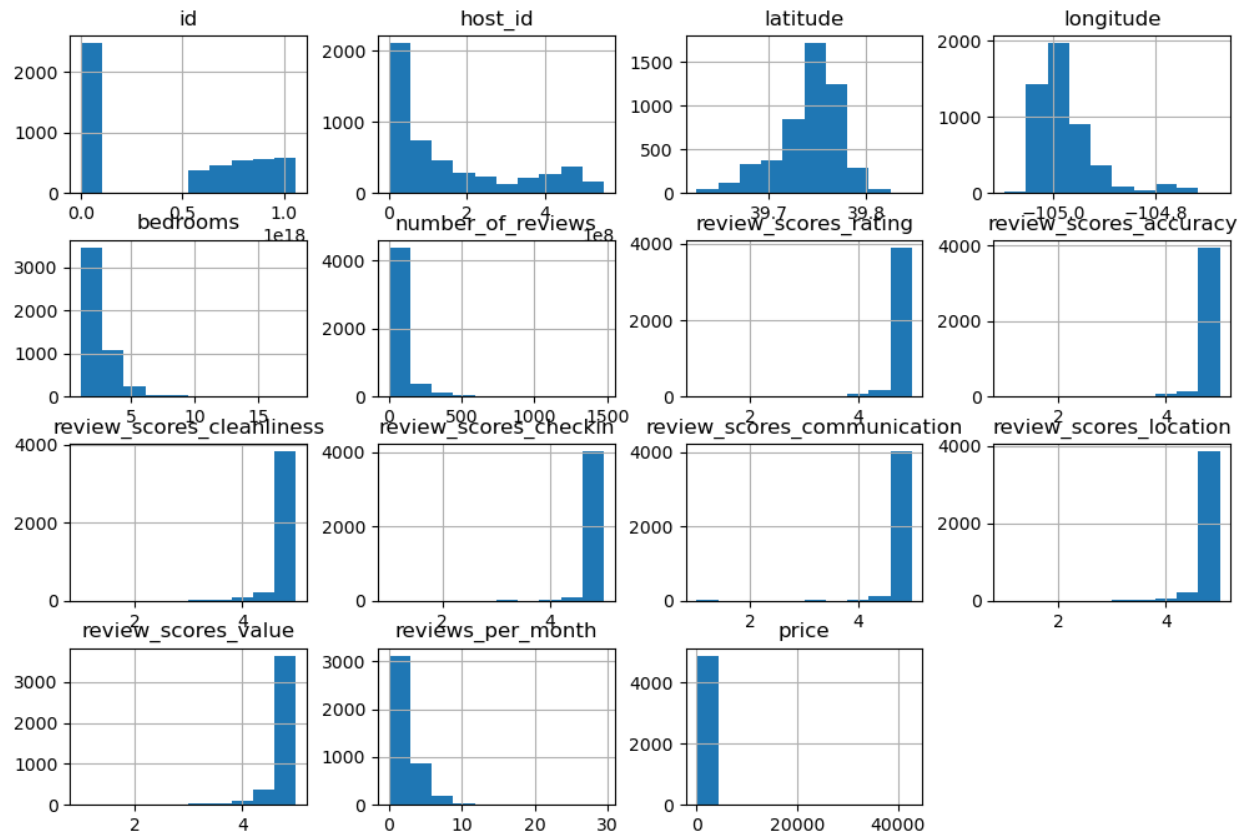 id host_id latitude longitude
2000 2000 1500 2000
1000 1000 1000 1000
500
0 0 0 0
0.0 0.5 1.0 0 2 4 39.7 39.8 −105.0 −104.8
1e18 1e8
bedrooms number_of_reviews review_scores_rating review_scores_accuracy
3000 4000 4000 4000
2000 2000 2000 2000
1000
0 0 0 0
5 10 15 0 500 1000 1500 2 4 2 4
review_scores_cleanliness review_scores_checkin review_scores_communication review_scores_location
4000 4000 4000 4000
2000 2000 2000 2000
0 0 0 0
2 4 2 4 2 4 2 4
review_scores_value reviews_per_month price
3000 3000 4000
2000 2000 2000
1000 1000
0 0 0
2 4 0 10 20 30 0 20000 40000